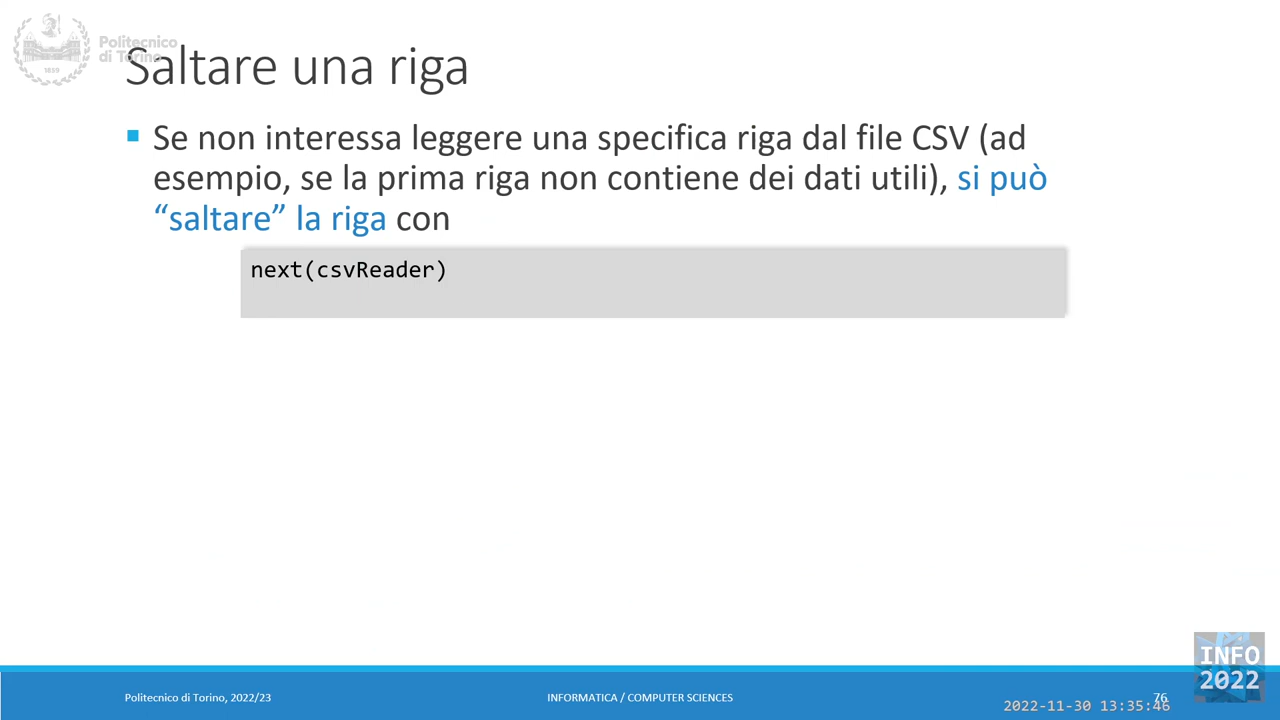 Politecnico
di Torino
1859
Saltare una riga
▪ Se non interessa leggere una specifica riga dal file CSV (ad
esempio, se la prima riga non contiene dei dati utili), si può
“saltare” la riga con
next(csvReader)
Politecnico di Torino, 2022/23
INFORMATICA / COMPUTER SCIENCES
76
2022-11-30 13:35:46
INFO
2022